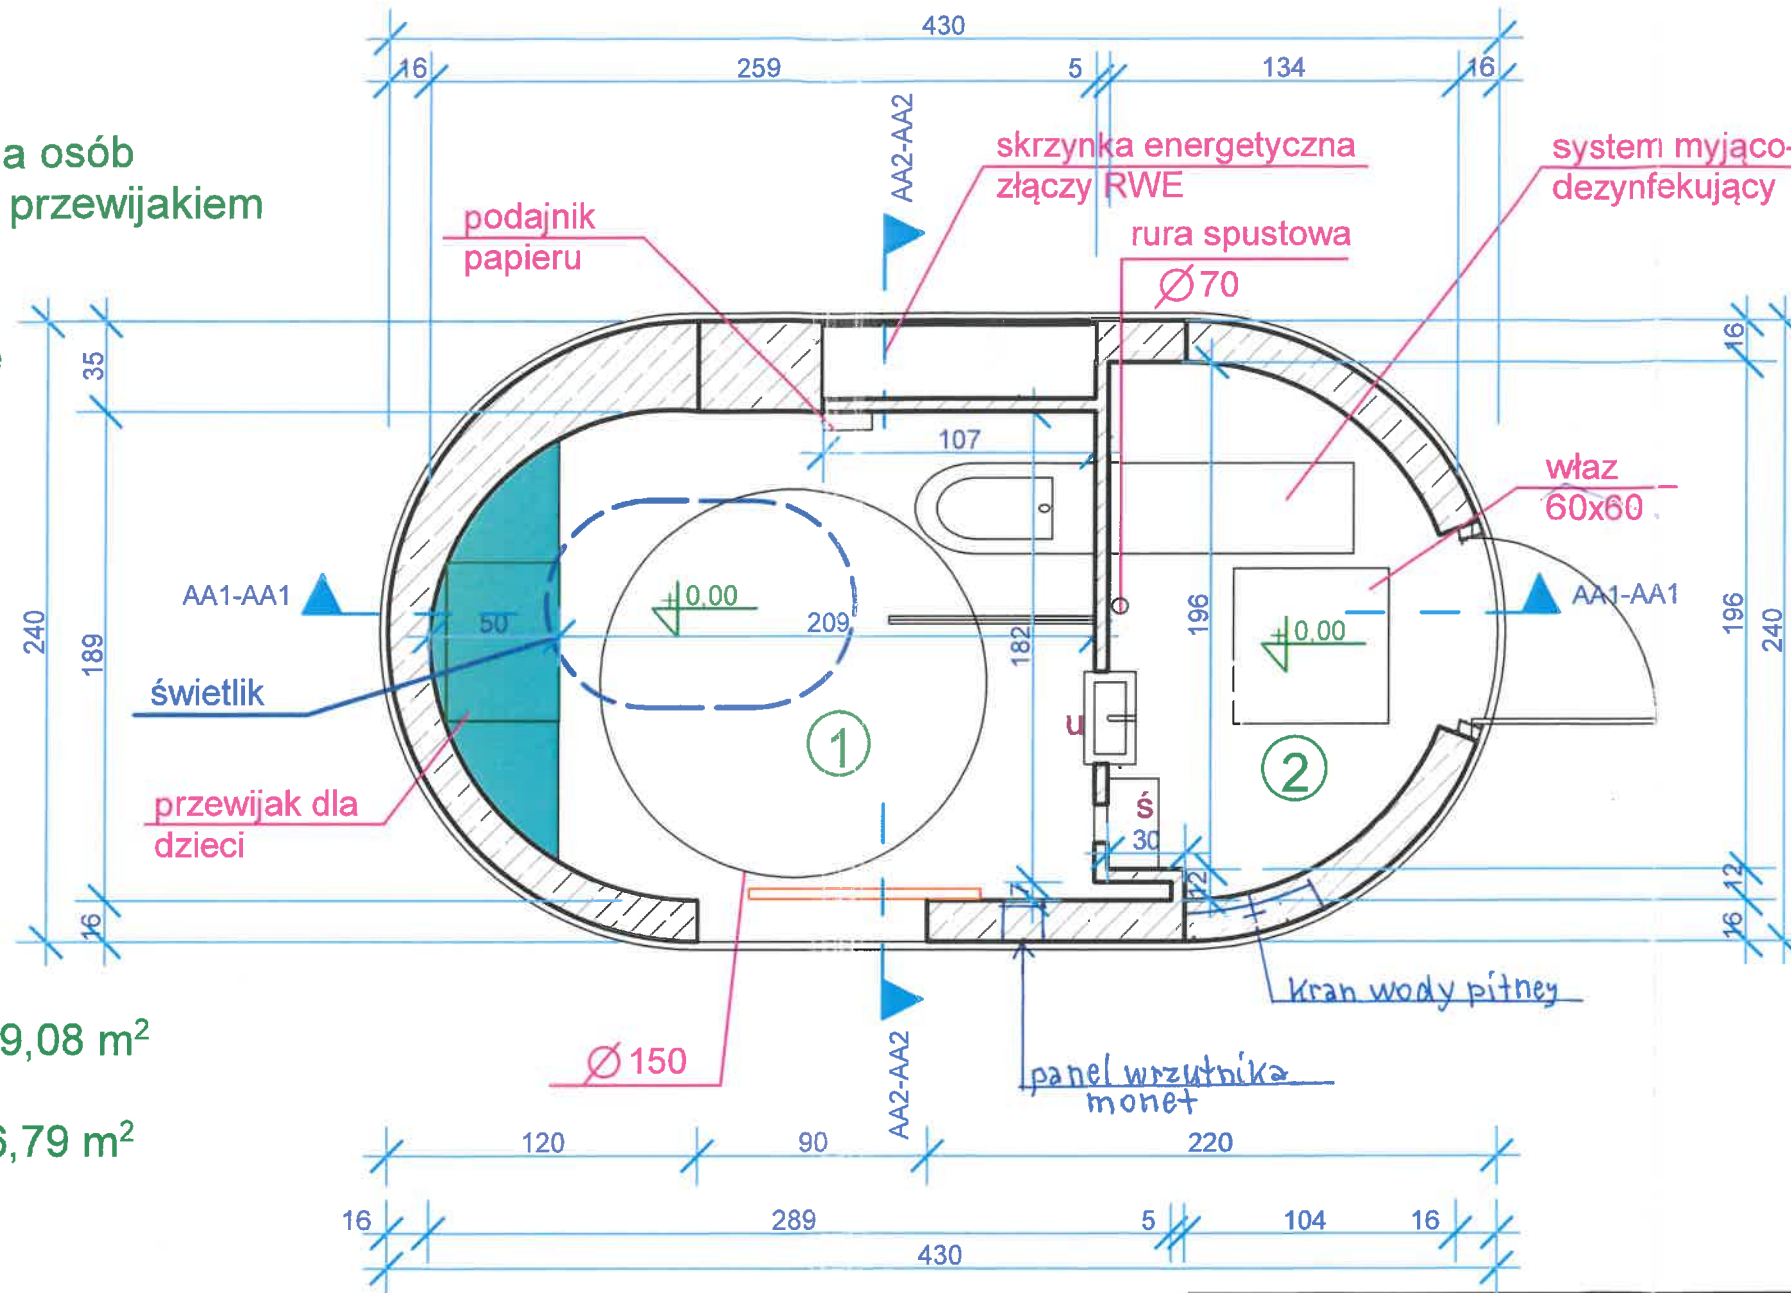 430
16 259 5 134 16
a osób
przewijakiem
AA2-AA2
skrzynka energetyczna
złączy RWE
system myjąco-
dezynfekujący
podajnik
papieru
rura spustowa
Ø70
35
16
107
właz
60x60
AA1-AA1
AA1-AA1
±0,00
±0,00
50
209
182
196
196
240
189
240
świetlik
u
1
2
przewijak dla
dzieci
ś
30
7
12
12
16
16
kran wody pitney
9,08 m²
Ø150
AA2-AA2
panel wrzutnika
monet
6,79 m²
120 90 220
16 289 5 104 16
430